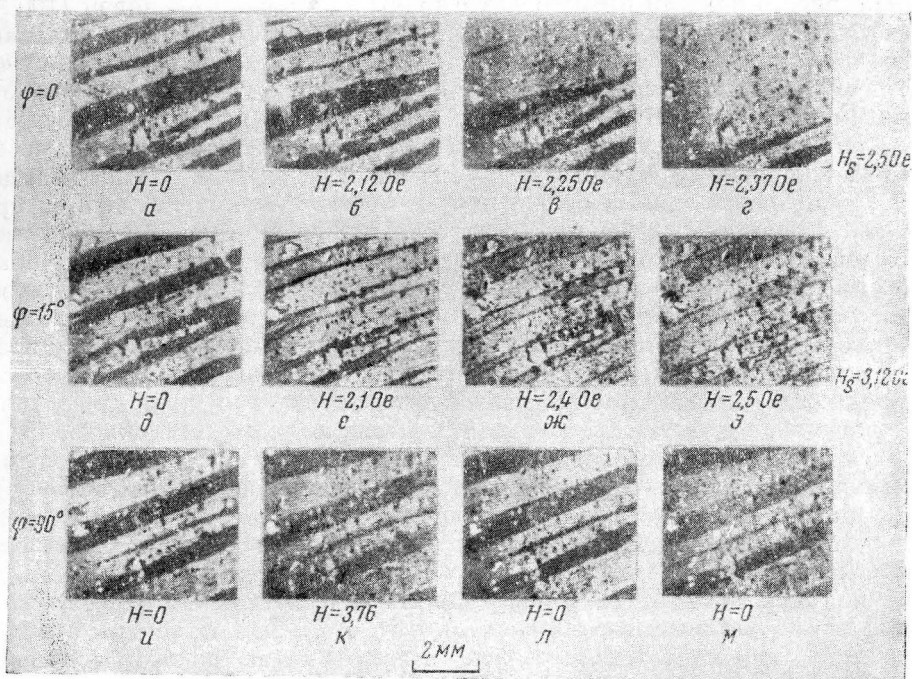 φ=0
H=0 H=2,12 Oe H=2,25 Oe H=2,37 Oe
а б в г
Hs=2,5 Oe
φ=15°
H=0 H=2,1 Oe H=2,4 Oe H=2,5 Oe
д е ж з
Hs=3,12 Oe
φ=90°
H=0 H=3,76 H=0 H=0
и к л м
2 мм